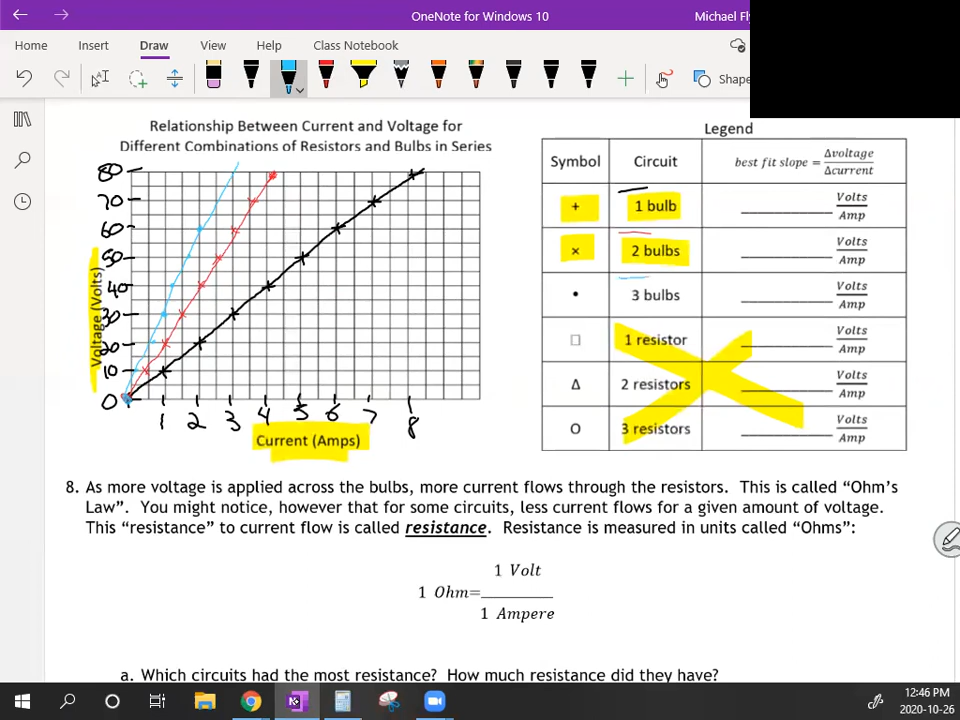 OneNote for Windows 10
Michael Fl
Home Insert Draw View Help Class Notebook
Shape
Relationship Between Current and Voltage for
Different Combinations of Resistors and Bulbs in Series
80
70
60
50
40
30
20
10
0
Voltage (Volts)
1 2 3 4 5 6 7 8
Current (Amps)
Legend
Symbol Circuit best fit slope = Δvoltage / Δcurrent
+ 1 bulb __________ Volts / Amp
× 2 bulbs __________ Volts / Amp
• 3 bulbs __________ Volts / Amp
□ 1 resistor __________ Volts / Amp
Δ 2 resistors __________ Volts / Amp
O 3 resistors __________ Volts / Amp
8. As more voltage is applied across the bulbs, more current flows through the resistors. This is called “Ohm’s
Law”. You might notice, however that for some circuits, less current flows for a given amount of voltage.
This “resistance” to current flow is called resistance. Resistance is measured in units called “Ohms”:
1 Volt
1 Ohm=
1 Ampere
a. Which circuits had the most resistance? How much resistance did they have?
12:46 PM
2020-10-26